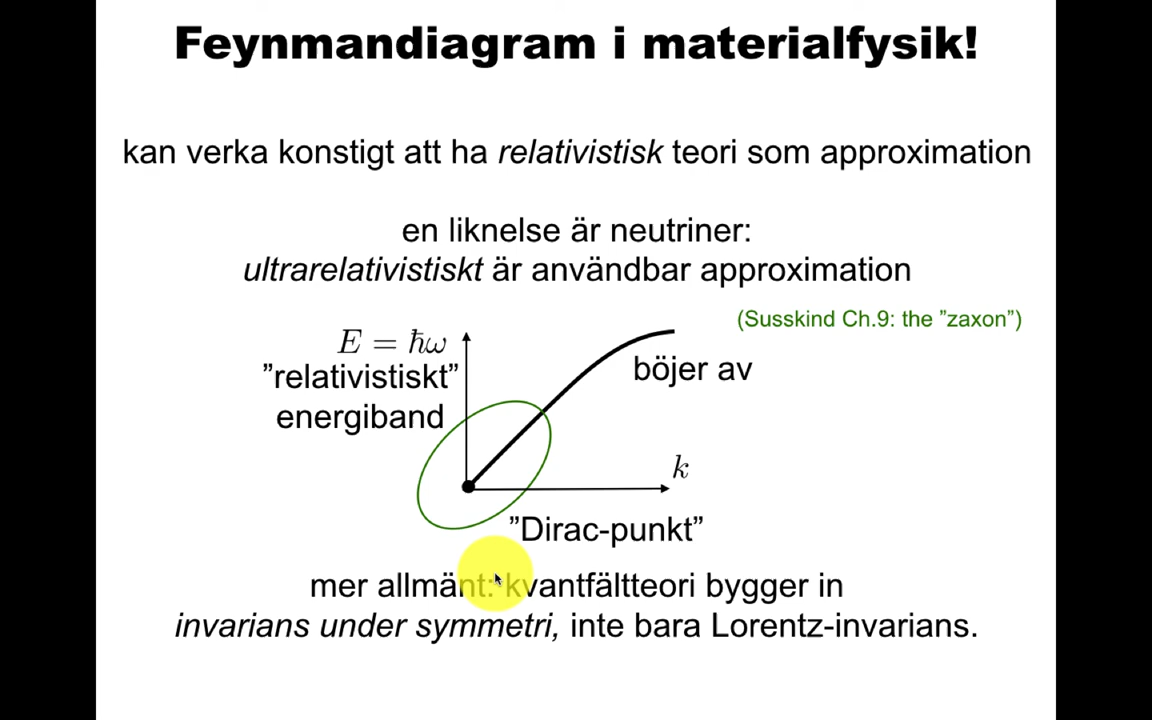 Feynmandiagram i materialfysik!
kan verka konstigt att ha relativistisk teori som approximation
en liknelse är neutriner:
ultrarelativistiskt är användbar approximation
(Susskind Ch.9: the ”zaxon”)
E = ħω
”relativistiskt”
energiband
böjer av
k
”Dirac-punkt”
mer allmänt: kvantfältteori bygger in
invarians under symmetri, inte bara Lorentz-invarians.